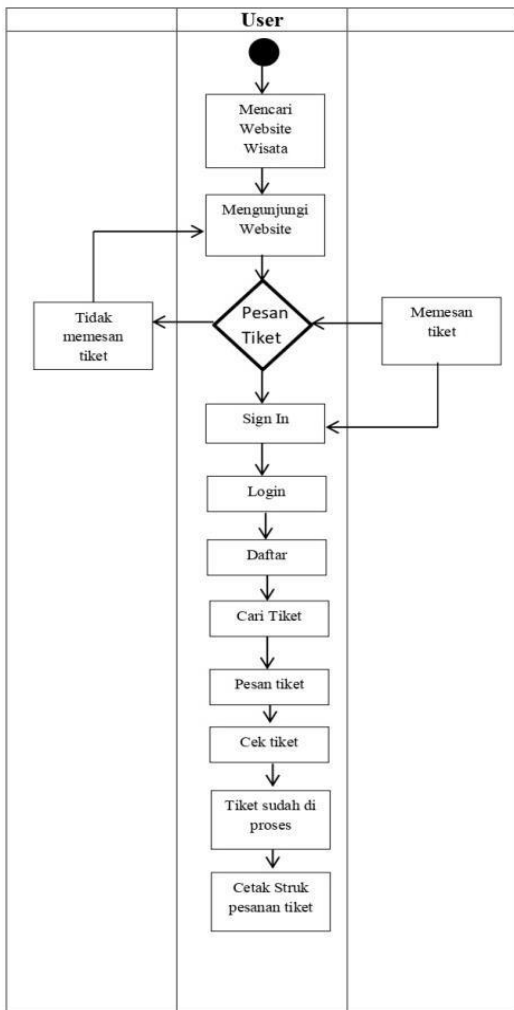 User
Mencari
Website
Wisata
Mengunjungi
Website
Pesan
Tiket
Tidak
memesan
tiket
Memesan
tiket
Sign In
Login
Daftar
Cari Tiket
Pesan tiket
Cek tiket
Tiket sudah di
proses
Cetak Struk
pesanan tiket